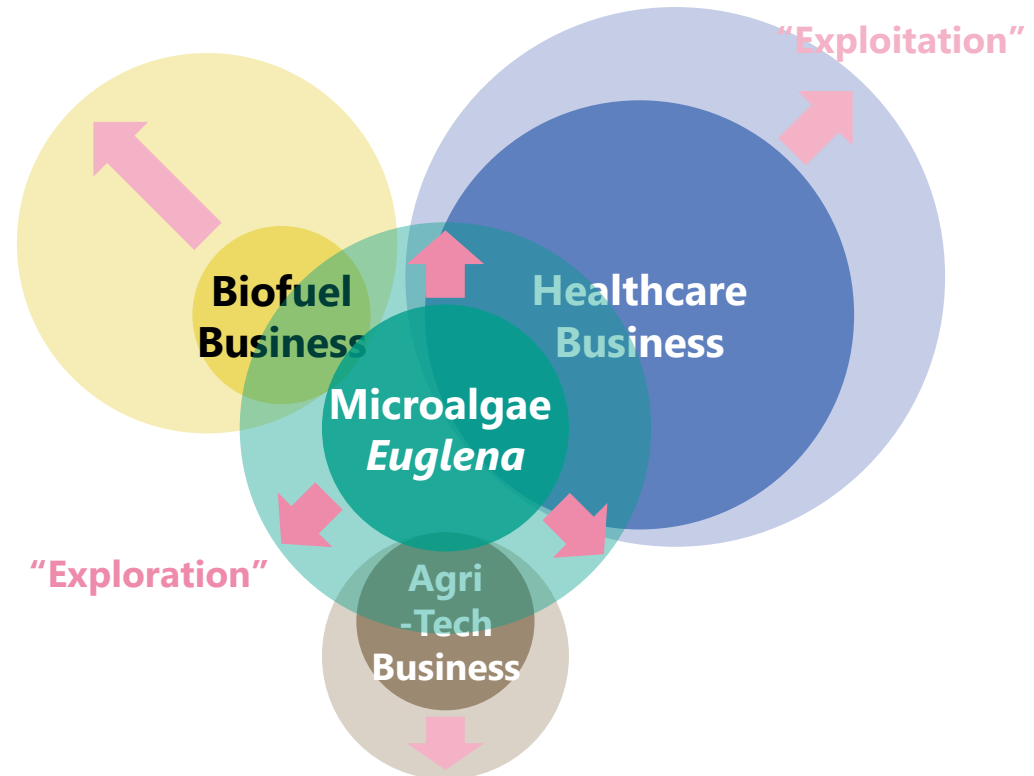 “Exploitation”
Biofuel
Business
Healthcare
Business
Microalgae
Euglena
“Exploration”
Agri
-Tech
Business